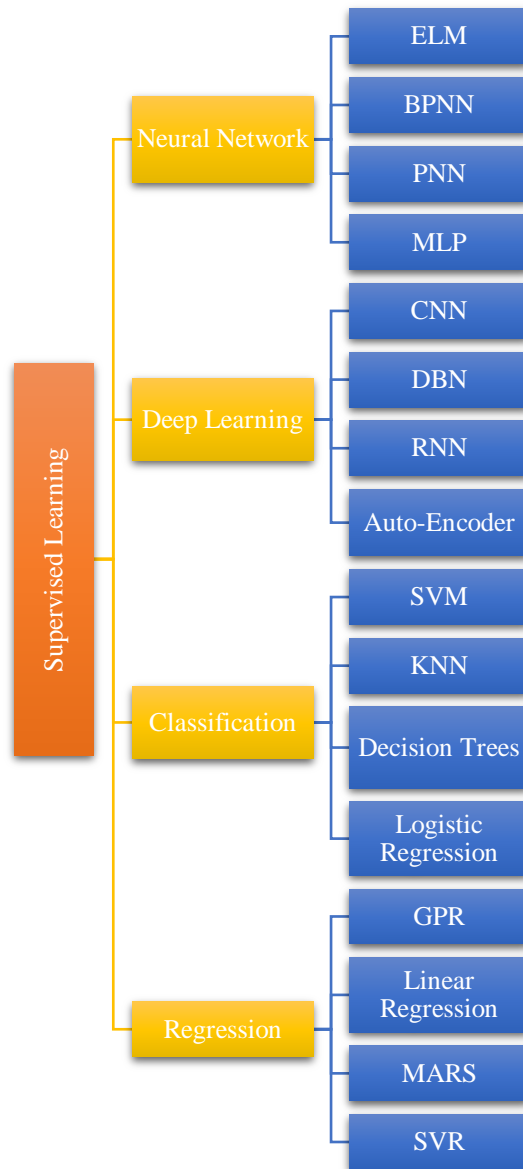 Supervised Learning
Neural Network
ELM
BPNN
PNN
MLP
Deep Learning
CNN
DBN
RNN
Auto-Encoder
Classification
SVM
KNN
Decision Trees
Logistic
Regression
Regression
GPR
Linear
Regression
MARS
SVR